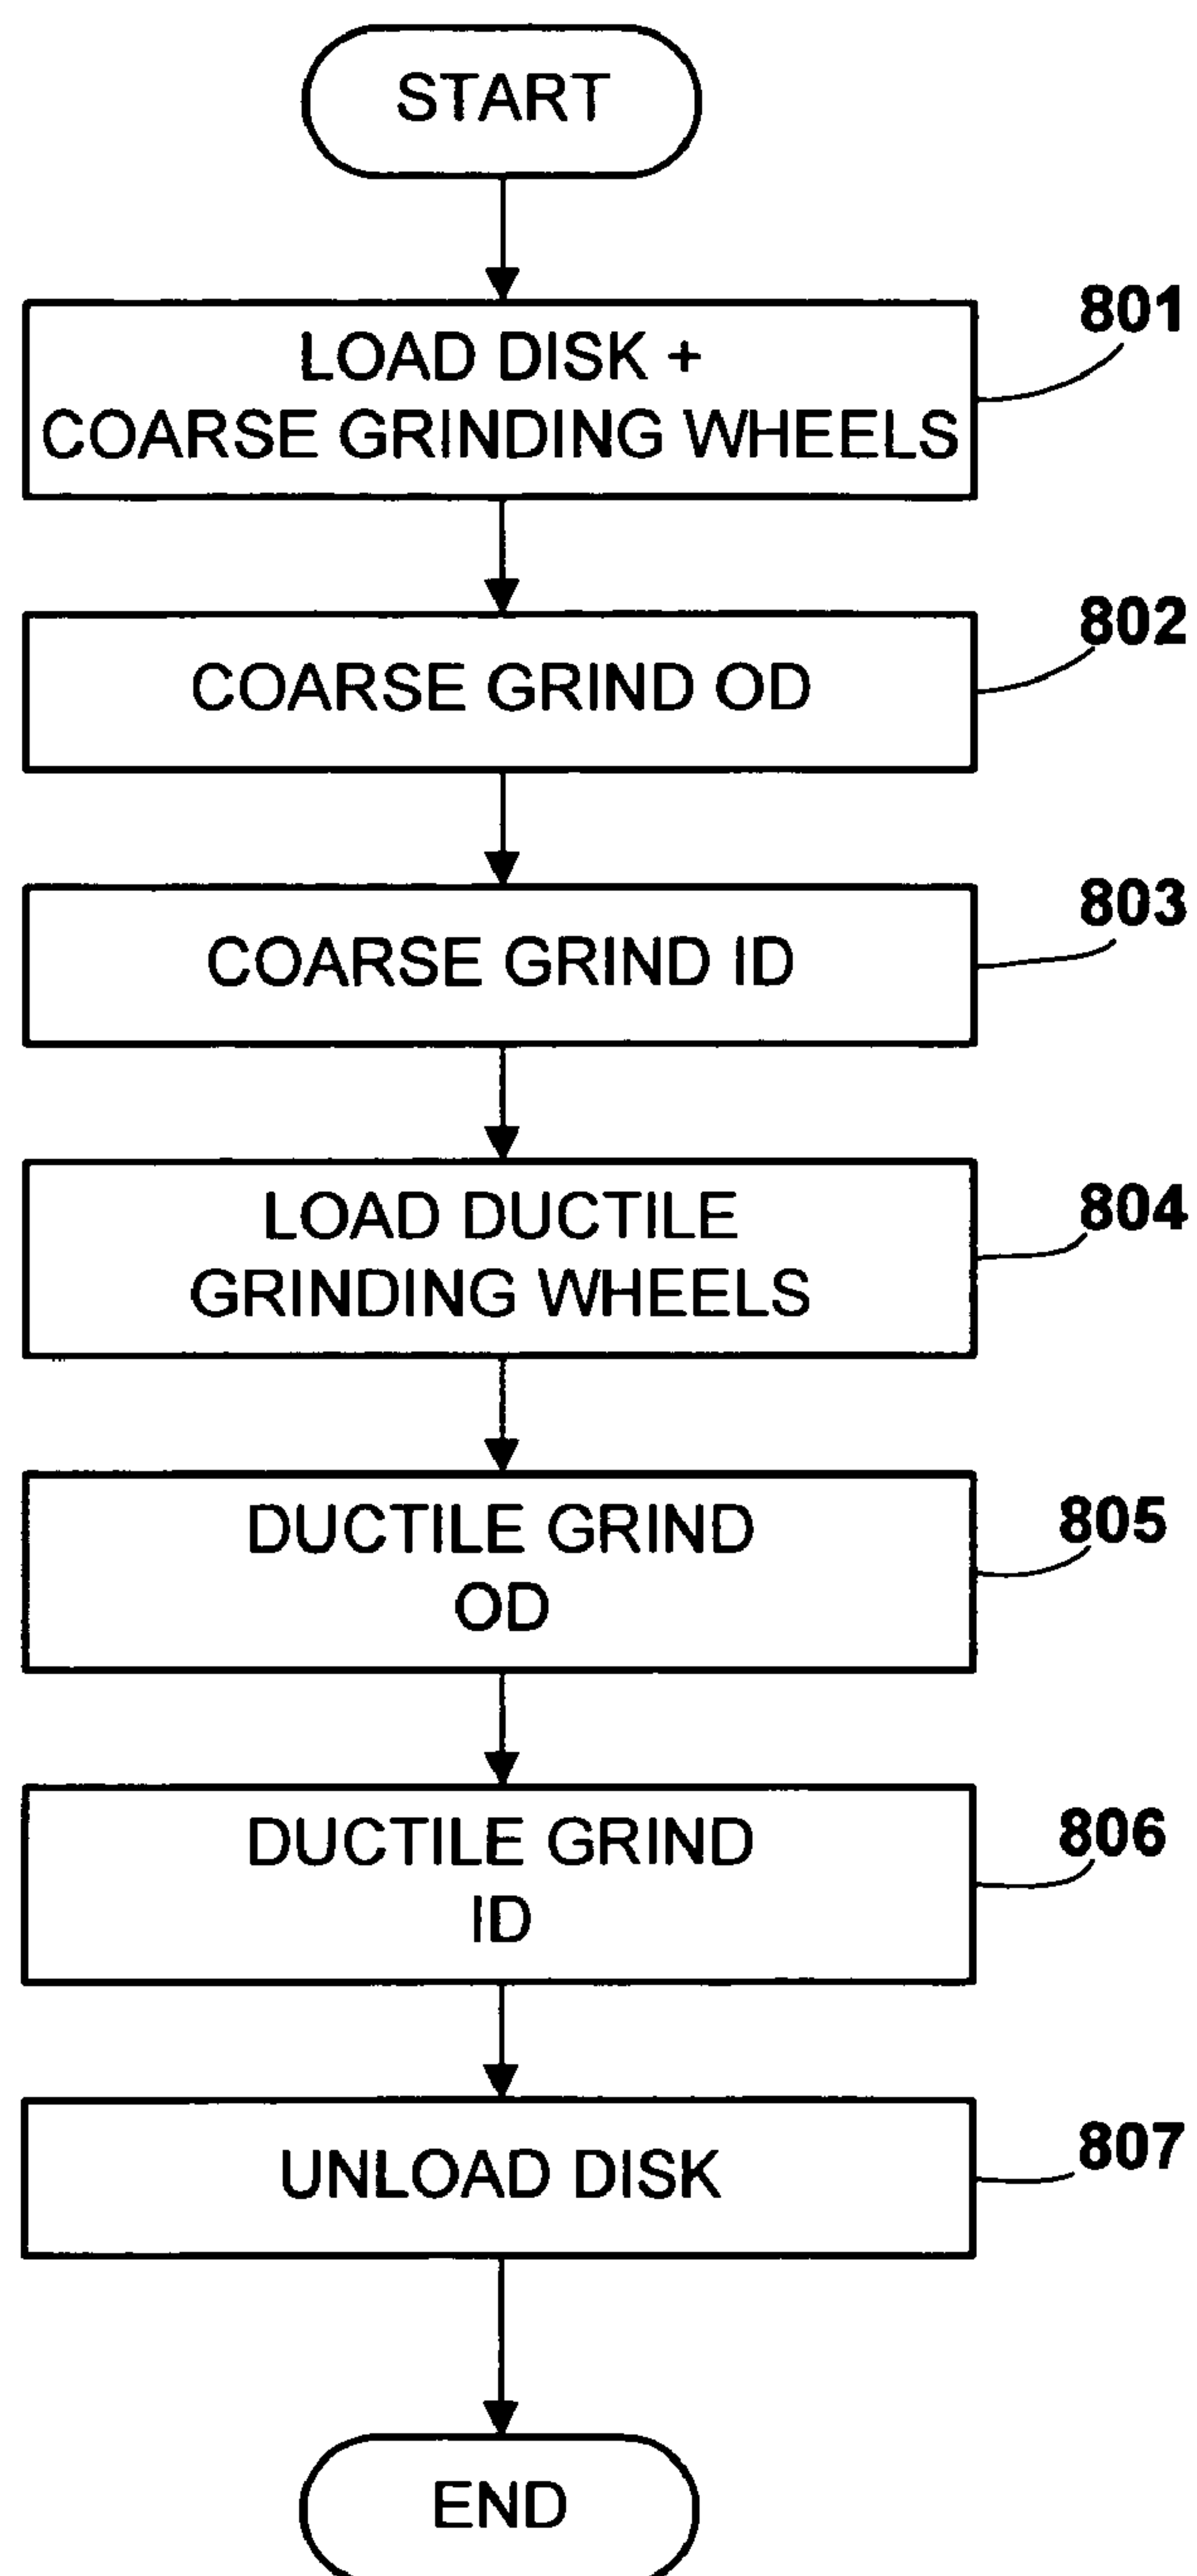 START
801
LOAD DISK +
COARSE GRINDING WHEELS
802
COARSE GRIND OD
803
COARSE GRIND ID
804
LOAD DUCTILE
GRINDING WHEELS
805
DUCTILE GRIND
OD
806
DUCTILE GRIND
ID
807
UNLOAD DISK
END